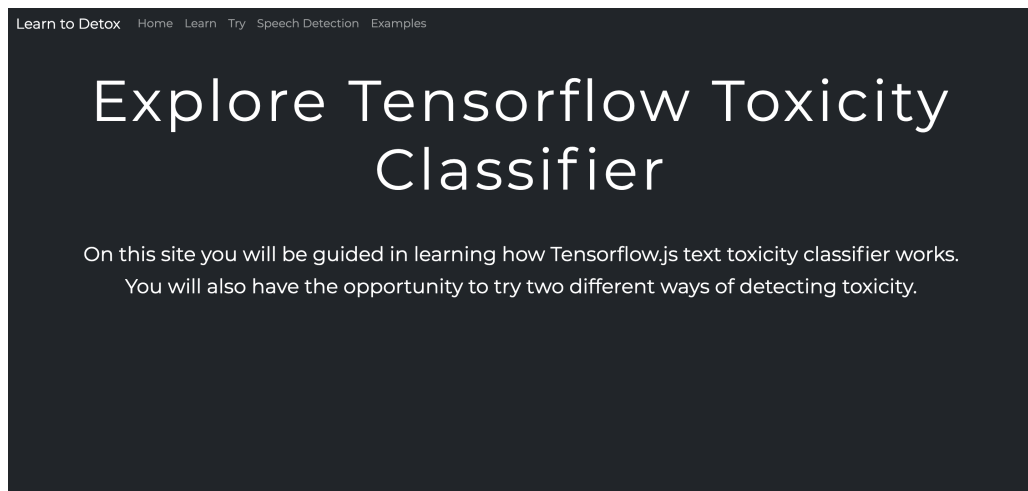 Learn to Detox Home Learn Try Speech Detection Examples
Explore Tensorflow Toxicity
Classifier
On this site you will be guided in learning how Tensorflow.js text toxicity classifier works.
You will also have the opportunity to try two different ways of detecting toxicity.